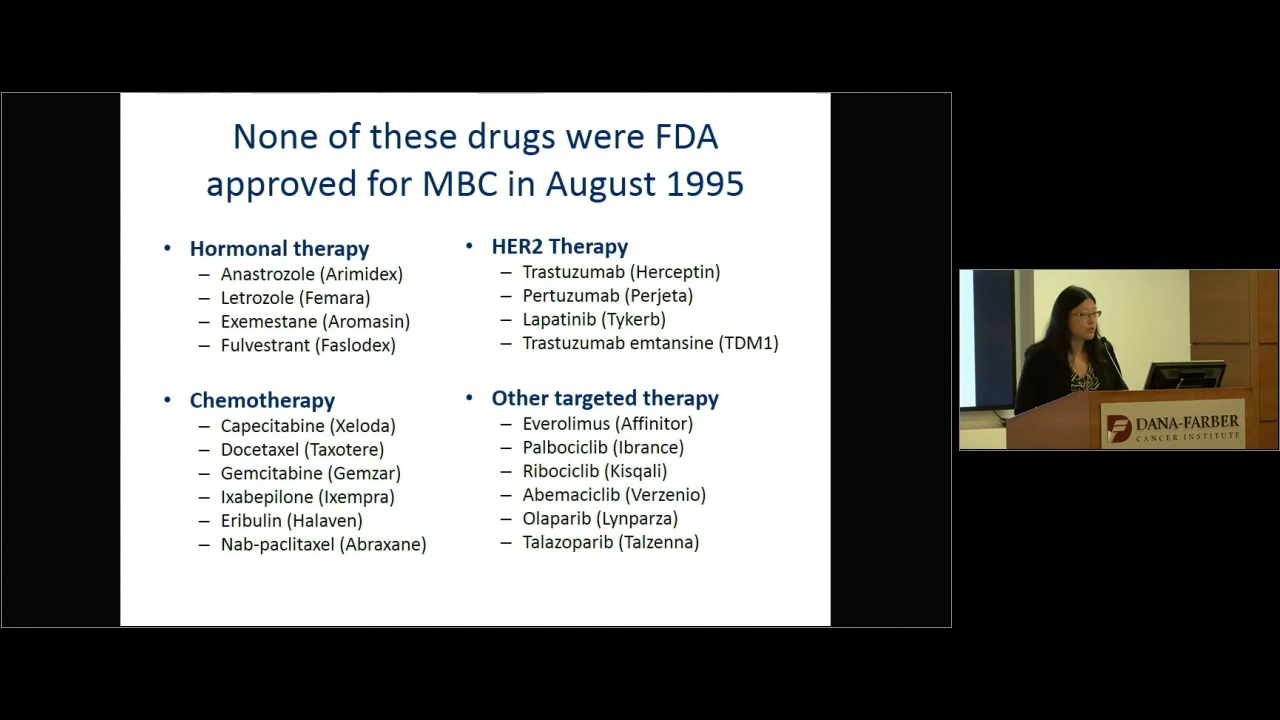 None of these drugs were FDA
approved for MBC in August 1995
• Hormonal therapy
– Anastrozole (Arimidex)
– Letrozole (Femara)
– Exemestane (Aromasin)
– Fulvestrant (Faslodex)
• Chemotherapy
– Capecitabine (Xeloda)
– Docetaxel (Taxotere)
– Gemcitabine (Gemzar)
– Ixabepilone (Ixempra)
– Eribulin (Halaven)
– Nab-paclitaxel (Abraxane)
• HER2 Therapy
– Trastuzumab (Herceptin)
– Pertuzumab (Perjeta)
– Lapatinib (Tykerb)
– Trastuzumab emtansine (TDM1)
• Other targeted therapy
– Everolimus (Affinitor)
– Palbociclib (Ibrance)
– Ribociclib (Kisqali)
– Abemaciclib (Verzenio)
– Olaparib (Lynparza)
– Talazoparib (Talzenna)
DANA-FARBER
CANCER INSTITUTE